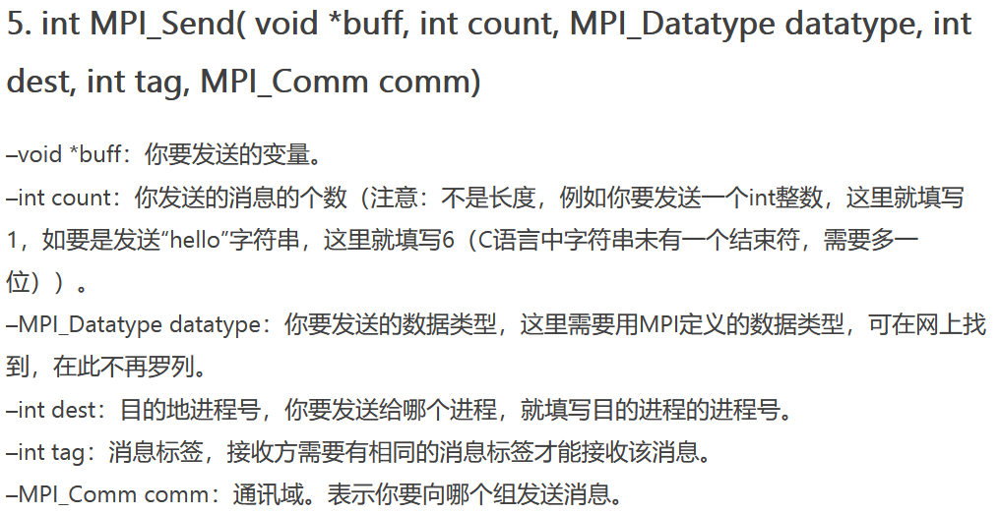 5. int MPI_Send( void *buff, int count, MPI_Datatype datatype, int
dest, int tag, MPI_Comm comm)
–void *buff：你要发送的变量。
–int count：你发送的消息的个数（注意：不是长度，例如你要发送一个int整数，这里就填写
1，如要是发送“hello”字符串，这里就填写6（C语言中字符串未有一个结束符，需要多一
位））。
–MPI_Datatype datatype：你要发送的数据类型，这里需要用MPI定义的数据类型，可在网上找
到，在此不再罗列。
–int dest：目的地进程号，你要发送给哪个进程，就填写目的进程的进程号。
–int tag：消息标签，接收方需要有相同的消息标签才能接收该消息。
–MPI_Comm comm：通讯域。表示你要向哪个组发送消息。